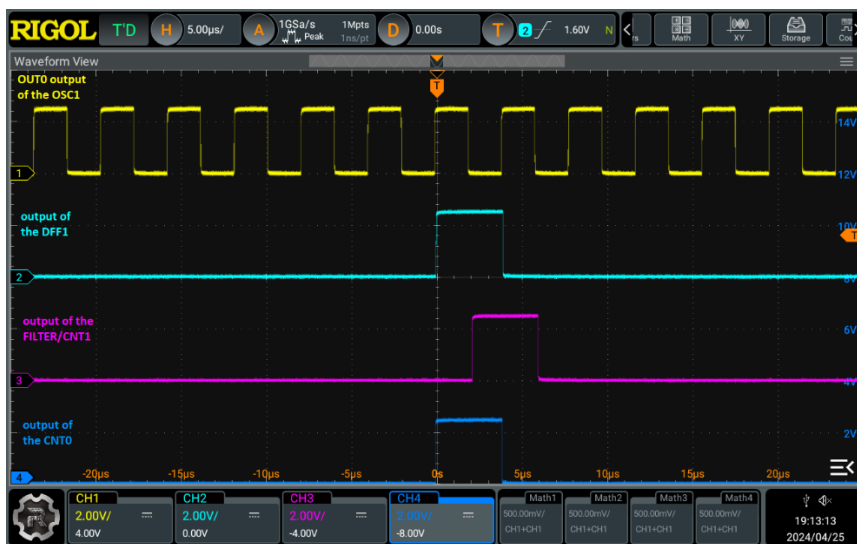 RIGOL T'D H 5.00µs/ A 1GSa/s Peak 1Mpts 1ns/pt D 0.00s T 2 1.60V N Math XY Storage
Waveform View
OUT0 output
of the OSC1
T
14V
1
12V
output of
the DFF1
10V
T
2
8V
output of the
FILTER/CNT1
6V
3
4V
output of
the CNT0
2V
4
-20µs -15µs -10µs -5µs 0s 5µs 10µs 15µs 20µs
CH1 CH2 CH3 CH4 Math1 Math2 Math3 Math4
2.00V/ 2.00V/ 2.00V/ 2.00V/ 500.00mV/ 500.00mV/ 500.00mV/ 500.00mV/
4.00V 0.00V -4.00V -8.00V CH1+CH1 CH1+CH1 CH1+CH1 CH1+CH1
19:13:13
2024/04/25